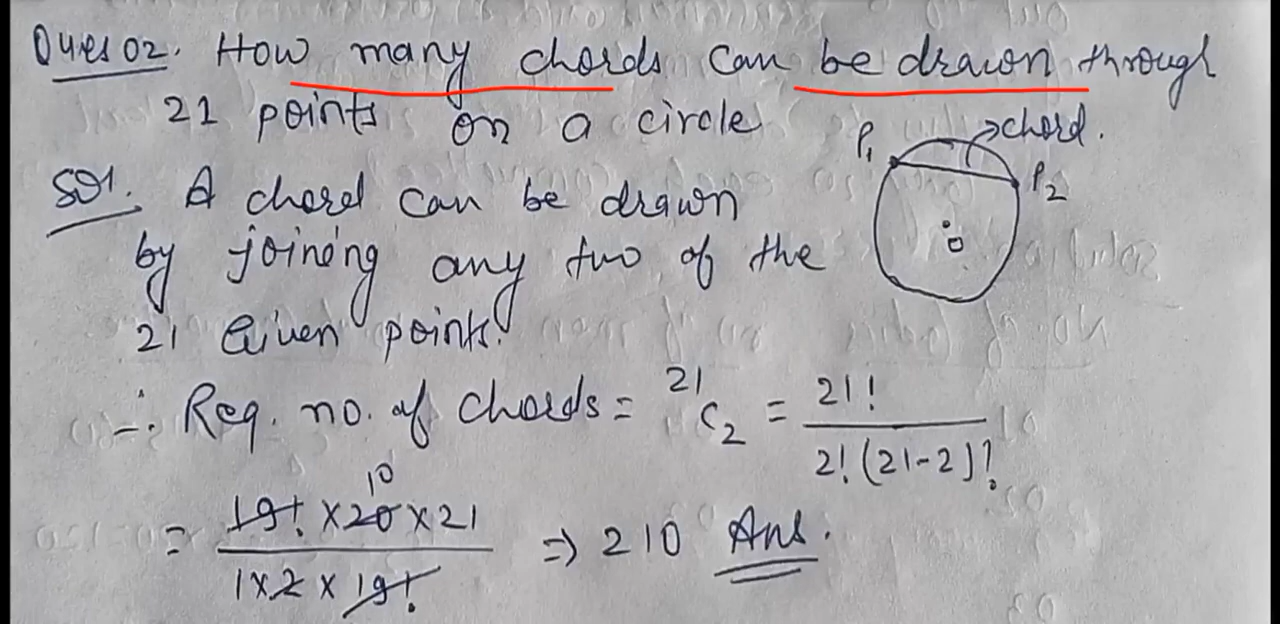 Ques 02. How many chords can be drawn through
21 points on a circle
P₁
chord.
P₂
o
Sol. A chord can be drawn
by joining any two of the
21 Given points.
∴ Req. no. of chords = ²¹C₂ = 21! / 2!(21-2)!
= 19! x 20 x 21 / 1 x 2 x 19! ⇒ 210 Ans.
10